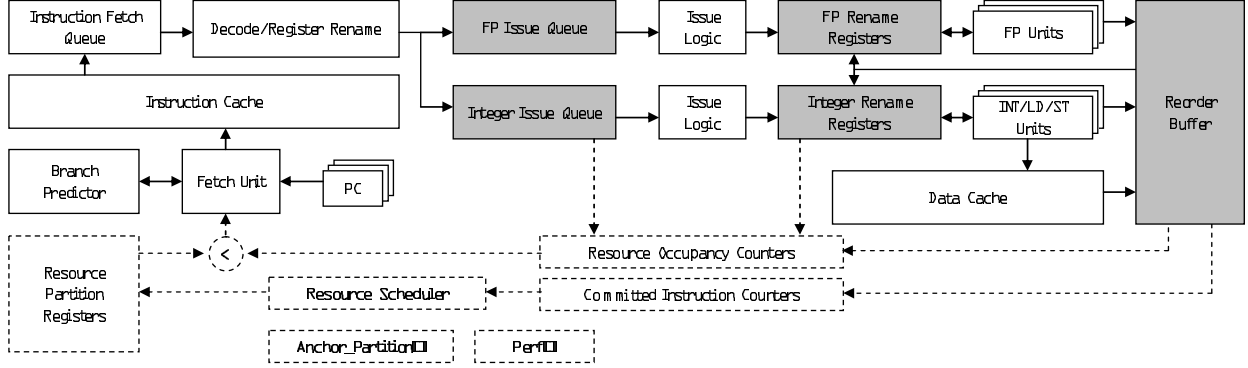 Instruction Fetch
Queue
Decode/Register Rename
FP Issue Queue
Issue
Logic
FP Rename
Registers
FP Units
Instruction Cache
Integer Issue Queue
Issue
Logic
Integer Rename
Registers
INT/LD/ST
Units
Reorder
Buffer
Branch
Predictor
Fetch Unit
PC
Data Cache
Resource
Partition
Registers
<
Resource Occupancy Counters
Resource Scheduler
Committed Instruction Counters
Anchor_Partition
Perf